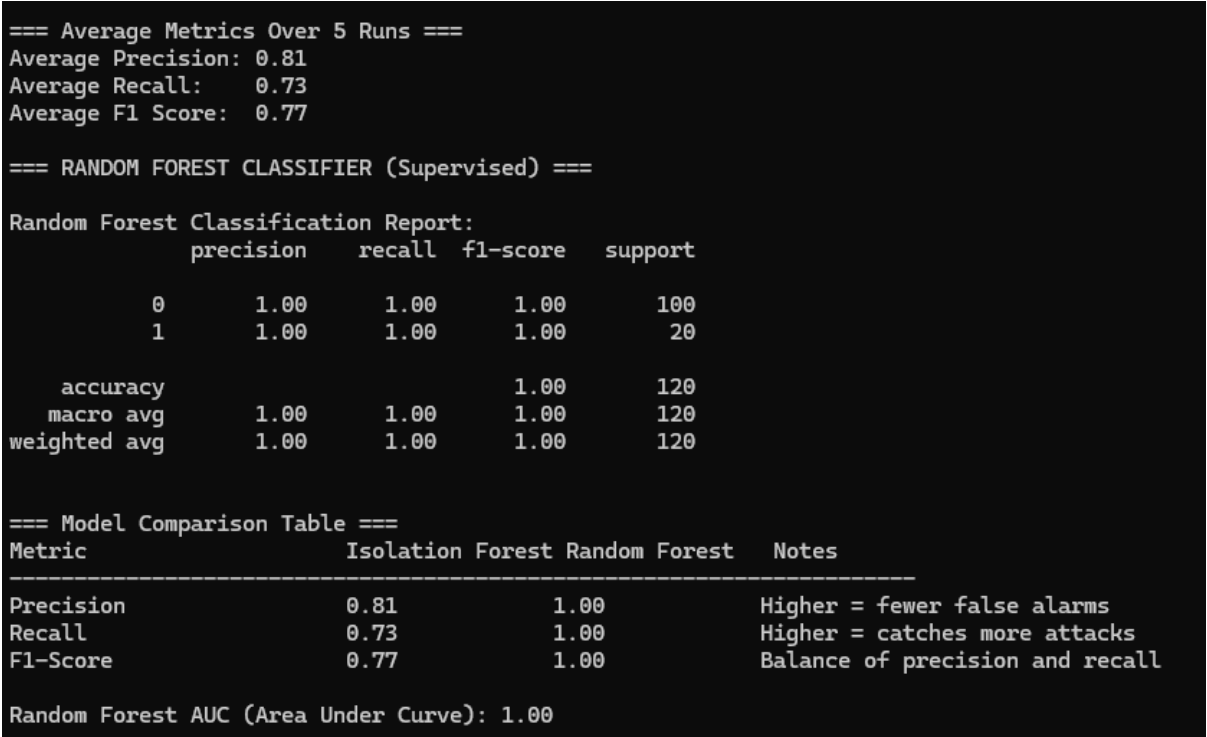 === Average Metrics Over 5 Runs ===
Average Precision: 0.81
Average Recall:    0.73
Average F1 Score:  0.77
=== RANDOM FOREST CLASSIFIER (Supervised) ===
Random Forest Classification Report:
              precision    recall  f1-score   support
           0       1.00      1.00      1.00       100
           1       1.00      1.00      1.00        20
    accuracy                           1.00       120
   macro avg       1.00      1.00      1.00       120
weighted avg       1.00      1.00      1.00       120
=== Model Comparison Table ===
Metric                    Isolation Forest Random Forest   Notes
----------------------------------------------------------------------
Precision                 0.81            1.00            Higher = fewer false alarms
Recall                    0.73            1.00            Higher = catches more attacks
F1-Score                  0.77            1.00            Balance of precision and recall
Random Forest AUC (Area Under Curve): 1.00